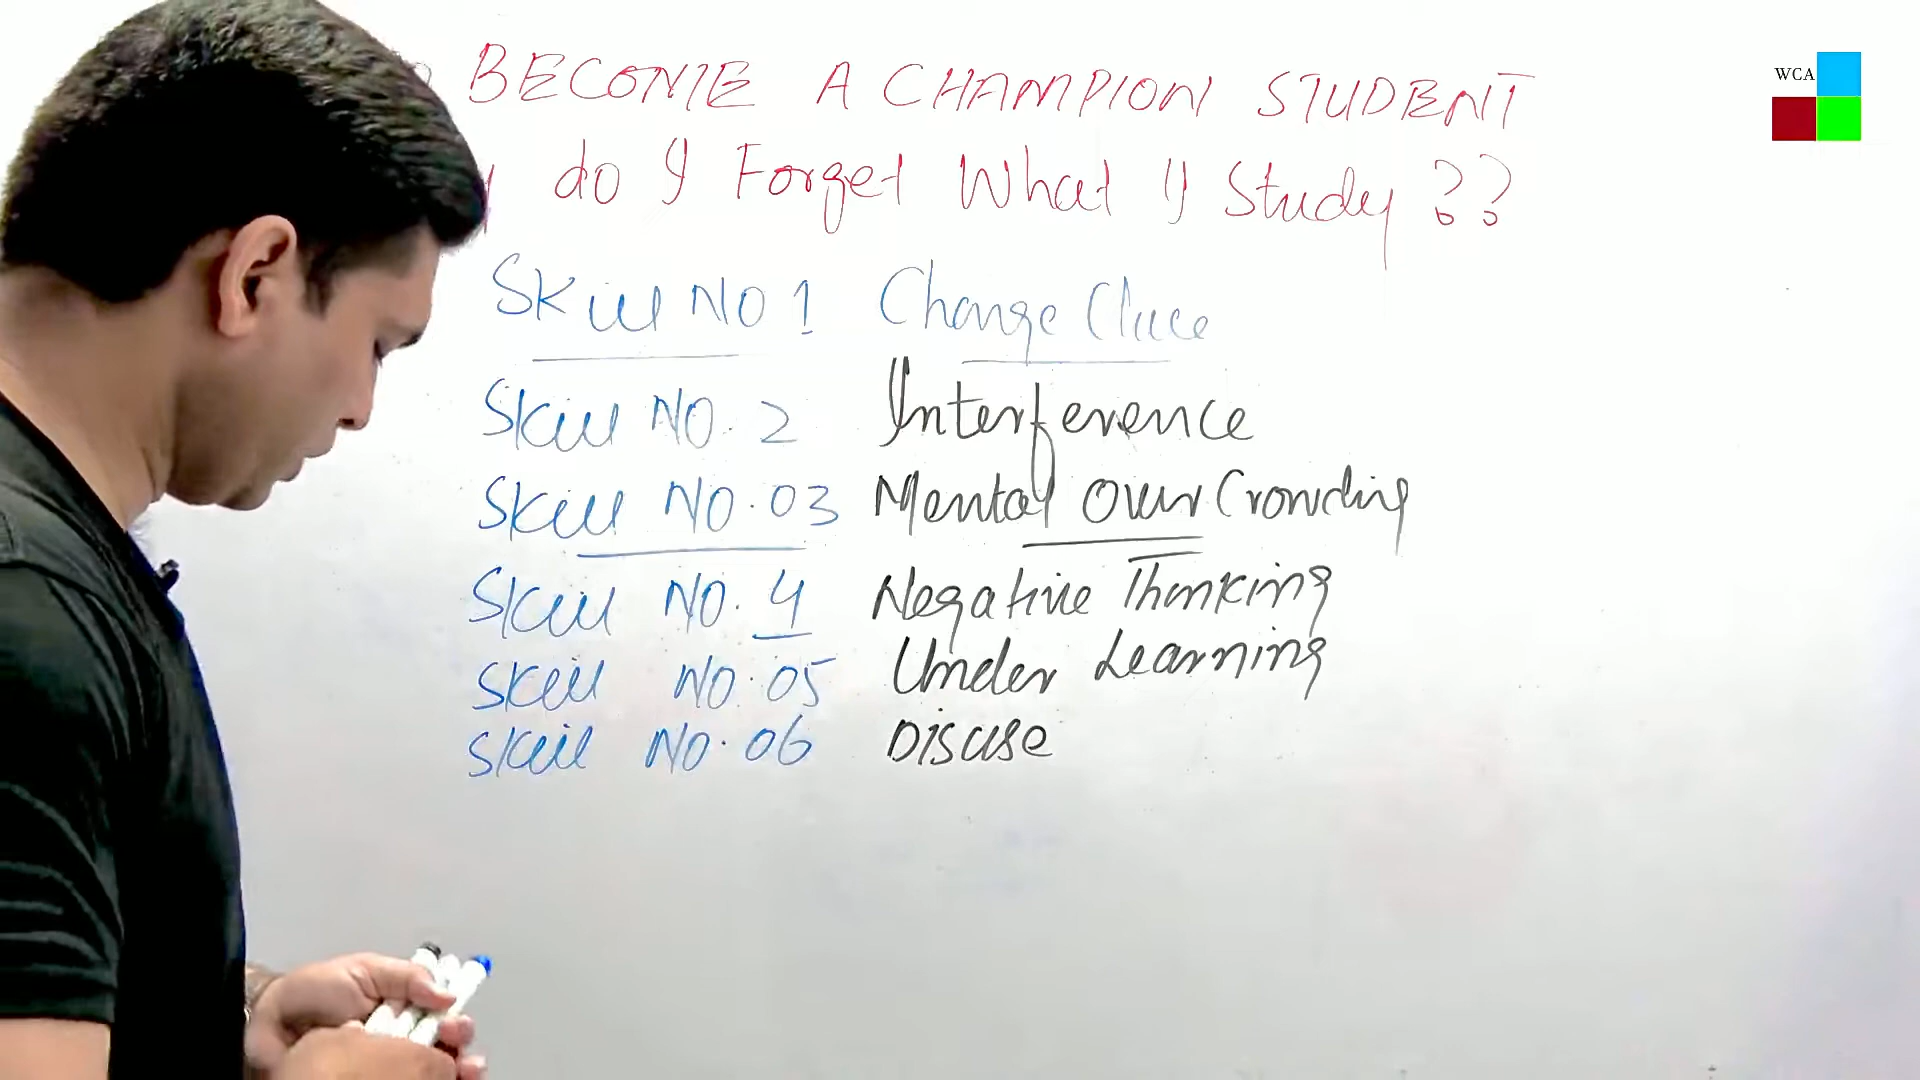 BECOME A CHAMPION STUDENT
WCA
do I Forget What I Study ??
Skill NO 1 Change Cluce
Skill NO. 2 Interference
Skill NO. 03 Mental Over Crowding
Skill NO. 4 Negative Thinking
Skill NO. 05 Under Learning
Skill NO. 06 Disuse